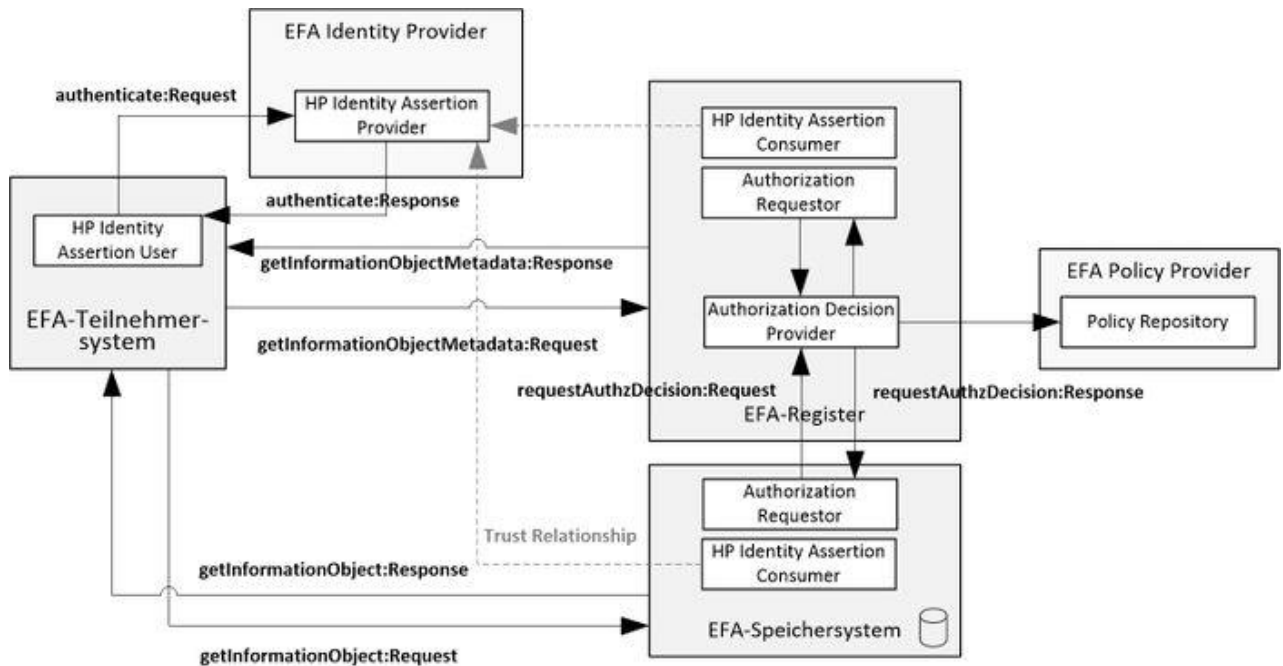 EFA Identity Provider
authenticate:Request
HP Identity Assertion
Provider
HP Identity Assertion
Consumer
Authorization
Requestor
authenticate:Response
HP Identity
Assertion User
getInformationObjectMetadata:Response
EFA-Teilnehmer-
system
getInformationObjectMetadata:Request
Authorization Decision
Provider
EFA Policy Provider
Policy Repository
requestAuthzDecision:Request
requestAuthzDecision:Response
EFA-Register
Authorization
Requestor
Trust Relationship
HP Identity Assertion
Consumer
getInformationObject:Response
EFA-Speichersystem
getInformationObject:Request